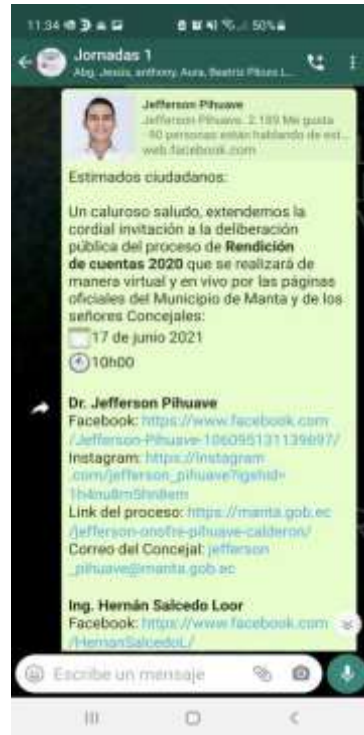 11:34
50%
Jornadas 1
Abg. Jesús, anthony, Aura, Beatriz
Jefferson Pihuave
Jefferson Pihuave. 2.189 Me gusta
personas están hablando de est...
web.facebook.com
Estimados ciudadanos:
Un caluroso saludo, extendemos la
cordial invitación a la deliberación
pública del proceso de Rendición
de cuentas 2020 que se realizará de
manera virtual y en vivo por las páginas
oficiales del Municipio de Manta y de los
señores Concejales:
17 de junio 2021
10h00
Dr. Jefferson Pihuave
Facebook: https://www.facebook.com
/Jefferson-Pihuave-106095131139697/
Instagram: https://instagram
.com/jefferson_pihuave?igshid=
Link del proceso: https://manta.gob.ec
/jefferson-onofre-pihuave-calderon/
Correo del Concejal: jefferson
_pihuave@manta.gob.ec
Ing. Hernán Salcedo Loor
Facebook: https://www.facebook.com
/HernanSalcedoL/
Escribe un mensaje